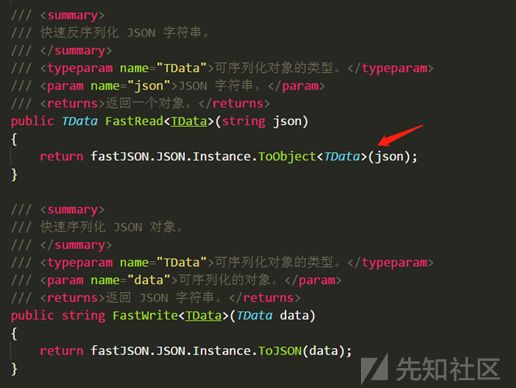 /// <summary>
/// 快速反序列化 JSON 字符串。
/// </summary>
/// <typeparam name="TData">可序列化对象的类型。</typeparam>
/// <param name="json">JSON 字符串。</param>
/// <returns>返回一个对象。</returns>
public TData FastRead<TData>(string json)
{
    return fastJSON.JSON.Instance.ToObject<TData>(json);
}

/// <summary>
/// 快速序列化 JSON 对象。
/// </summary>
/// <typeparam name="TData">可序列化对象的类型。</typeparam>
/// <param name="data">可序列化的对象。</param>
/// <returns>返回 JSON 字符串。</returns>
public string FastWrite<TData>(TData data)
{
    return fastJSON.JSON.Instance.ToJSON(data);
}
先知社区